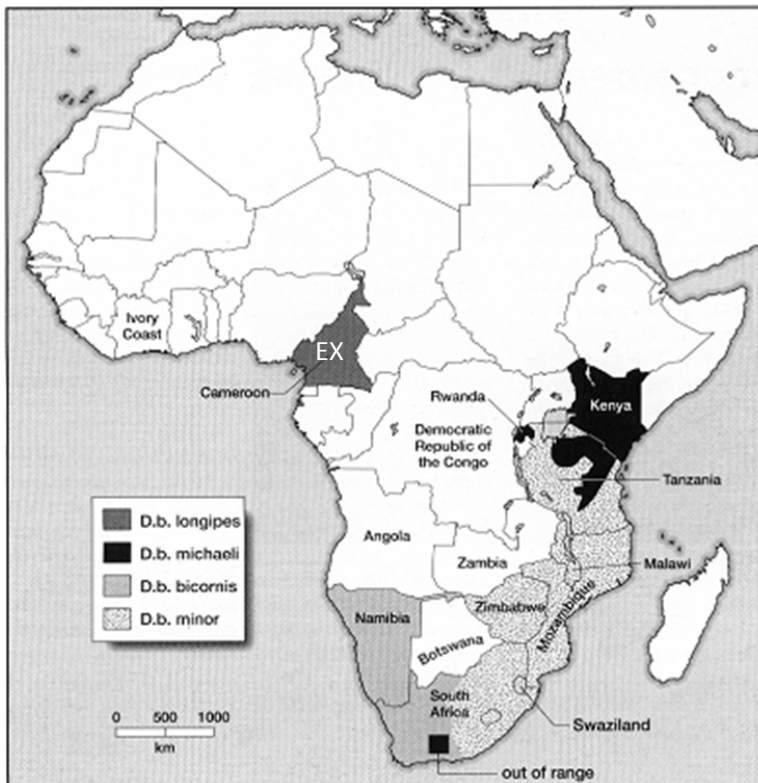 Ivory
Coast
EX
Cameroon
Rwanda
Kenya
Democratic
Republic of
the Congo
Tanzania
D.b. longipes
D.b. michaeli
D.b. bicornis
D.b. minor
Angola
Zambia
Malawi
Namibia
Zimbabwe
Mozambique
Botswana
South
Africa
Swaziland
0 500 1000
km
out of range